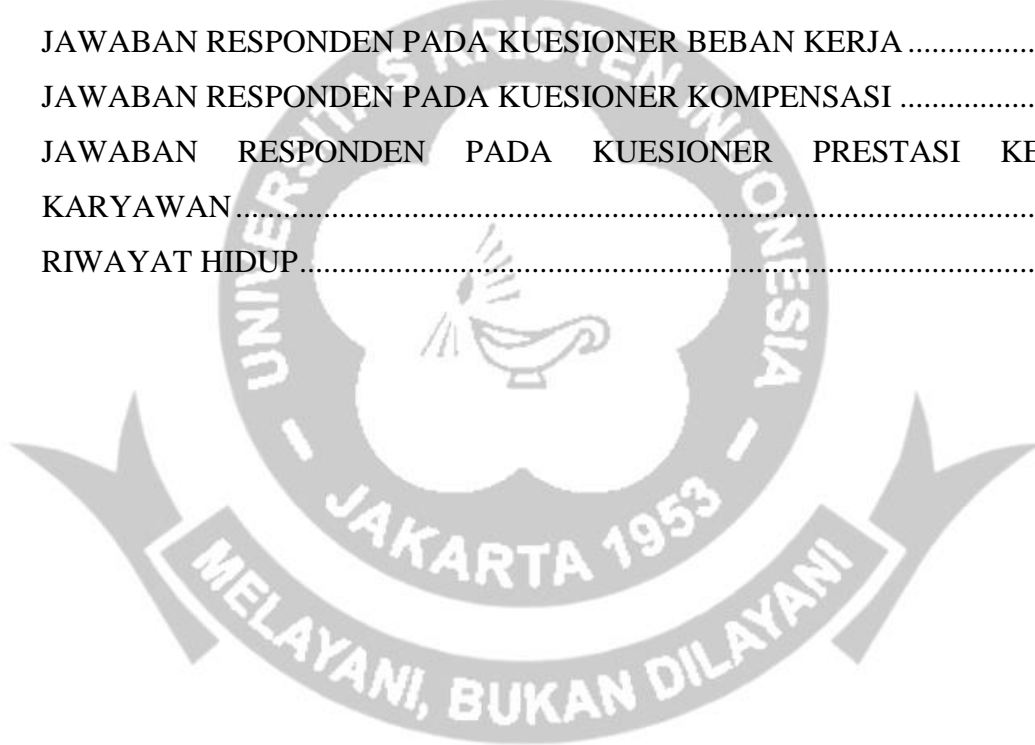 JAWABAN RESPONDEN PADA KUESIONER BEBAN KERJA ................
JAWABAN RESPONDEN PADA KUESIONER KOMPENSASI .................
JAWABAN RESPONDEN PADA KUESIONER PRESTASI KE
KARYAWAN....................................................................................................
RIWAYAT HIDUP............................................................................................
UNIVERSITAS KRISTEN INDONESIA
- JAKARTA 1953 -
MELAYANI, BUKAN DILAYANI